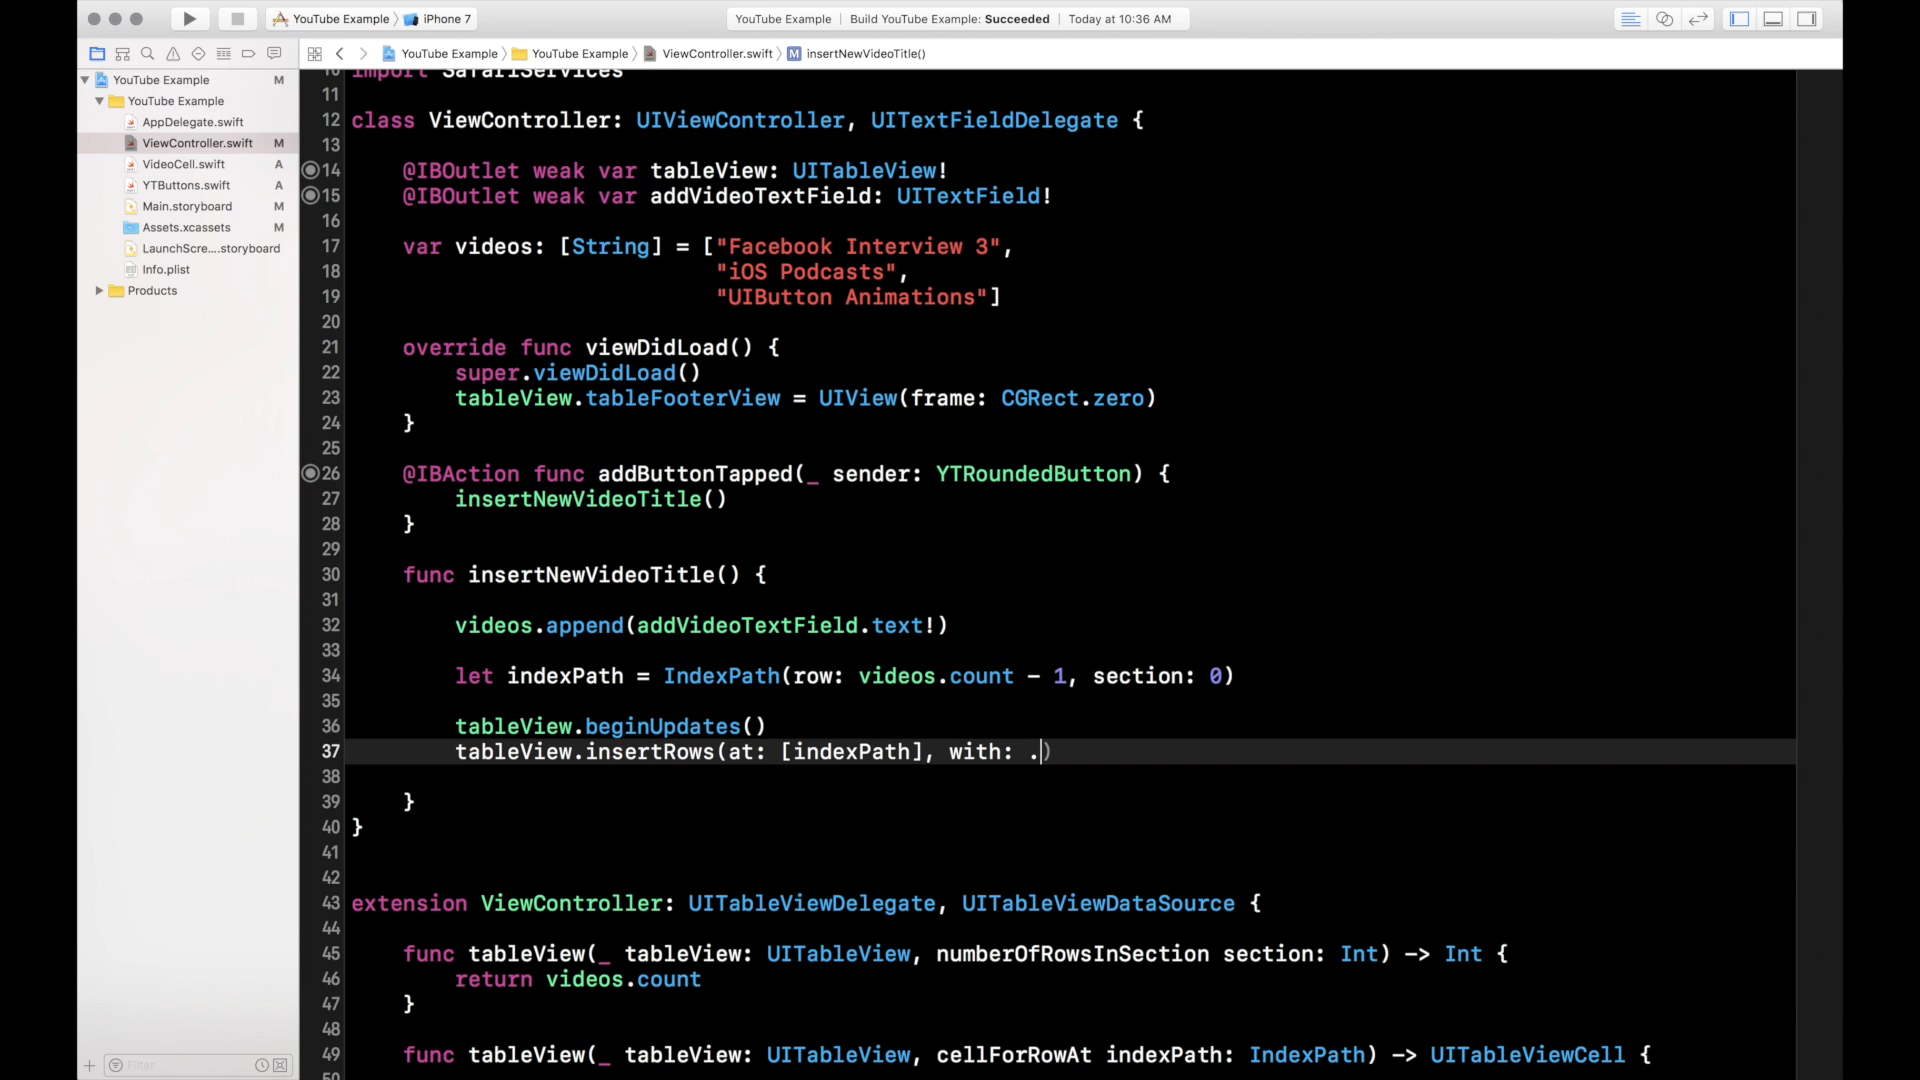 YouTube Example iPhone 7 YouTube Example Build YouTube Example: Succeeded Today at 10:36 AM
YouTube Example YouTube Example ViewController.swift M insertNewVideoTitle()
YouTube Example M
YouTube Example
AppDelegate.swift
ViewController.swift M
VideoCell.swift A
YTButtons.swift A
Main.storyboard M
Assets.xcassets M
LaunchScre....storyboard
Info.plist
Products
Filter
10 import SafariServices
11
12 class ViewController: UIViewController, UITextFieldDelegate {
13
14 @IBOutlet weak var tableView: UITableView!
15 @IBOutlet weak var addVideoTextField: UITextField!
16
17 var videos: [String] = ["Facebook Interview 3",
18 "iOS Podcasts",
19 "UIButton Animations"]
20
21 override func viewDidLoad() {
22 super.viewDidLoad()
23 tableView.tableFooterView = UIView(frame: CGRect.zero)
24 }
25
26 @IBAction func addButtonTapped(_ sender: YTRoundedButton) {
27 insertNewVideoTitle()
28 }
29
30 func insertNewVideoTitle() {
31
32 videos.append(addVideoTextField.text!)
33
34 let indexPath = IndexPath(row: videos.count - 1, section: 0)
35
36 tableView.beginUpdates()
37 tableView.insertRows(at: [indexPath], with: .)
38
39 }
40 }
41
42
43 extension ViewController: UITableViewDelegate, UITableViewDataSource {
44
45 func tableView(_ tableView: UITableView, numberOfRowsInSection section: Int) -> Int {
46 return videos.count
47 }
48
49 func tableView(_ tableView: UITableView, cellForRowAt indexPath: IndexPath) -> UITableViewCell {
50